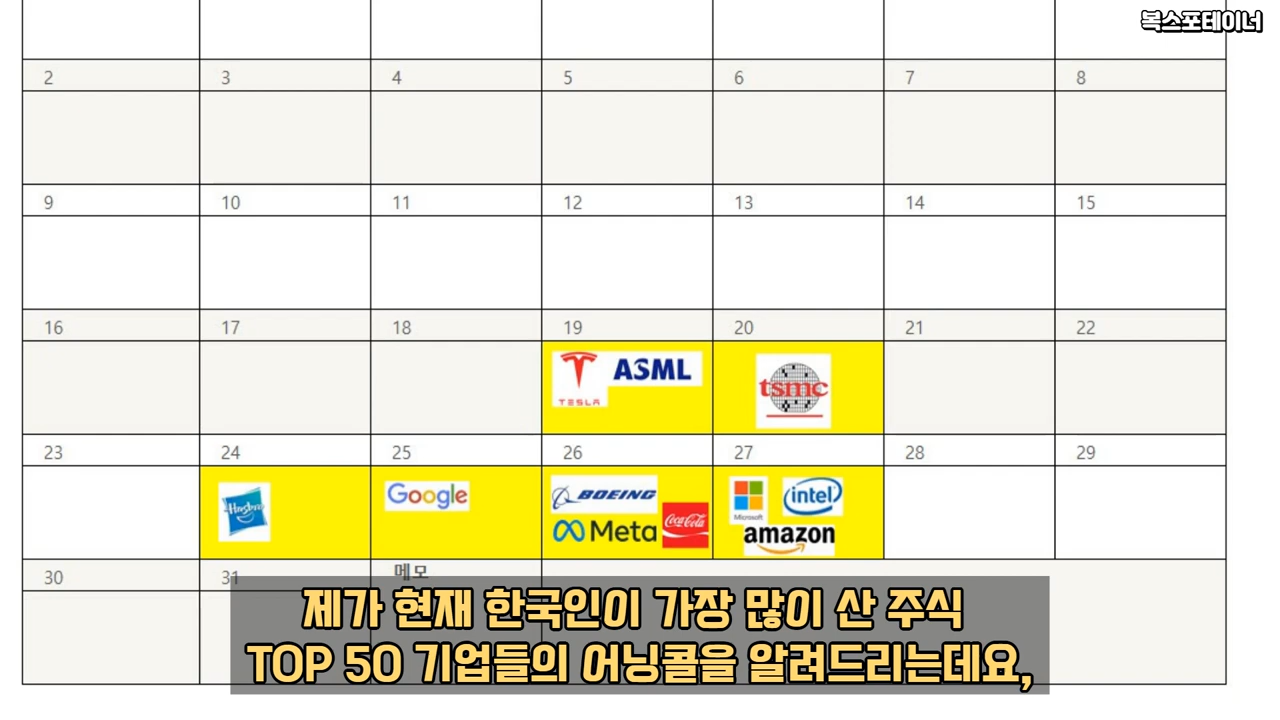 복스포테이너
2 3 4 5 6 7 8
9 10 11 12 13 14 15
16 17 18 19 20 21 22
TESLA ASML tsmc
23 24 25 26 27 28 29
Hasbro Google BOEING Microsoft intel
Meta Coca-Cola amazon
30 31 메모
제가 현재 한국인이 가장 많이 산 주식
TOP 50 기업들의 어닝콜을 알려드리는데요,